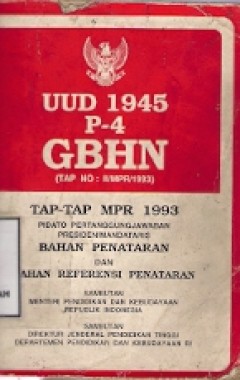 UUD 1945
P-4
GBHN
(TAP NO : II/MPR/1993)
TAP-TAP MPR 1993
PIDATO PERTANGGUNGJAWABAN
PRESIDEN/MANDATARIS
BAHAN PENATARAN
DAN
AHAN REFERENSI PENATARAN
SAMBUTAN
MENTERI PENDIDIKAN DAN KEBUDAYAAN
REPUBLIK INDONESIA
SAMBUTAN
DIREKTUR JENDERAL PENDIDIKAN TINGGI
DEPARTEMEN PENDIDIKAN DAN KEBUDAYAAN RI